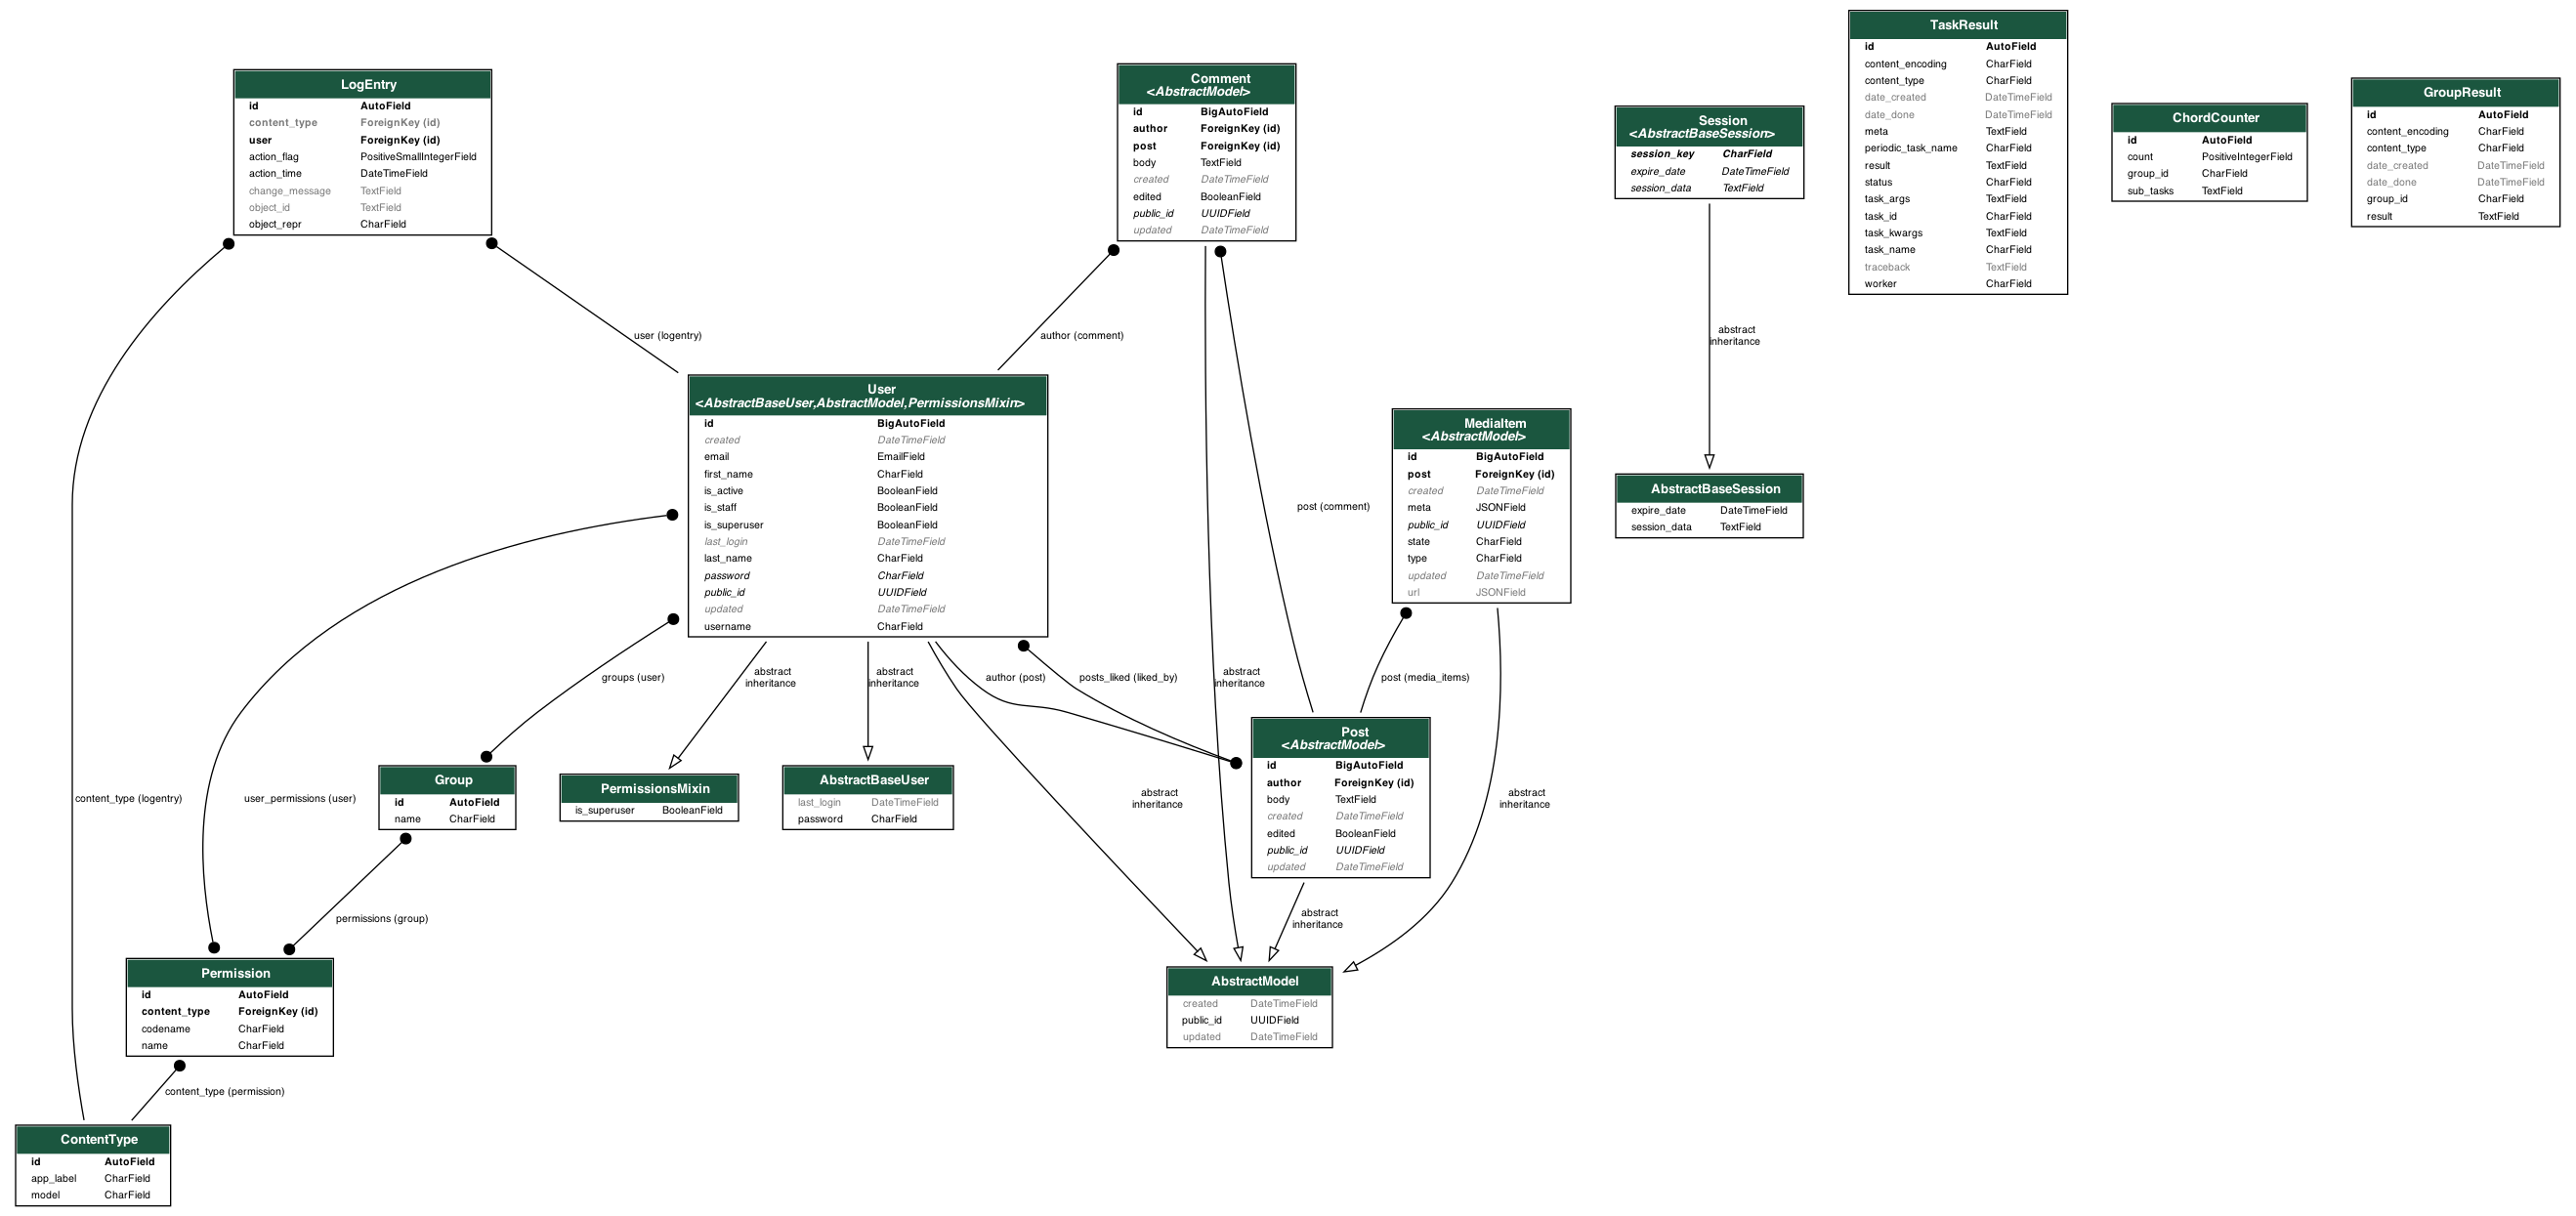 TaskResult
id AutoField
content_encoding CharField
content_type CharField
date_created DateTimeField
date_done DateTimeField
meta TextField
periodic_task_name CharField
result TextField
status CharField
task_args TextField
task_id CharField
task_kwargs TextField
task_name CharField
traceback TextField
worker CharField
LogEntry
id AutoField
content_type ForeignKey (id)
user ForeignKey (id)
action_flag PositiveSmallIntegerField
action_time DateTimeField
change_message TextField
object_id TextField
object_repr CharField
Comment
<AbstractModel>
id BigAutoField
author ForeignKey (id)
post ForeignKey (id)
body TextField
created DateTimeField
edited BooleanField
public_id UUIDField
updated DateTimeField
Session
<AbstractBaseSession>
session_key CharField
expire_date DateTimeField
session_data TextField
ChordCounter
id AutoField
count PositiveIntegerField
group_id CharField
sub_tasks TextField
GroupResult
id AutoField
content_encoding CharField
content_type CharField
date_created DateTimeField
date_done DateTimeField
group_id CharField
result TextField
user (logentry)
author (comment)
abstract
inheritance
User
<AbstractBaseUser,AbstractModel,PermissionsMixin>
id BigAutoField
created DateTimeField
email EmailField
first_name CharField
is_active BooleanField
is_staff BooleanField
is_superuser BooleanField
last_login DateTimeField
last_name CharField
password CharField
public_id UUIDField
updated DateTimeField
username CharField
post (comment)
MediaItem
<AbstractModel>
id BigAutoField
post ForeignKey (id)
created DateTimeField
meta JSONField
public_id UUIDField
state CharField
type CharField
updated DateTimeField
url JSONField
AbstractBaseSession
expire_date DateTimeField
session_data TextField
groups (user)
abstract
inheritance
abstract
inheritance
author (post)
posts_liked (liked_by)
abstract
inheritance
post (media_items)
content_type (logentry)
user_permissions (user)
Group
id AutoField
name CharField
PermissionsMixin
is_superuser BooleanField
AbstractBaseUser
last_login DateTimeField
password CharField
abstract
inheritance
Post
<AbstractModel>
id BigAutoField
author ForeignKey (id)
body TextField
created DateTimeField
edited BooleanField
public_id UUIDField
updated DateTimeField
abstract
inheritance
permissions (group)
abstract
inheritance
Permission
id AutoField
content_type ForeignKey (id)
codename CharField
name CharField
AbstractModel
created DateTimeField
public_id UUIDField
updated DateTimeField
content_type (permission)
ContentType
id AutoField
app_label CharField
model CharField